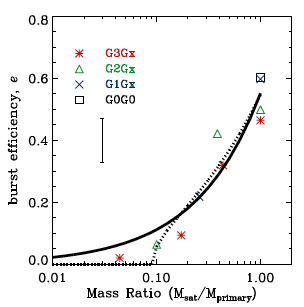 0.8
0.6
0.4
0.2
0.0
burst efficiency, e
G3Gx
G2Gx
G1Gx
G0G0
0.01 0.10 1.00
Mass Ratio (Msat/Mprimary)